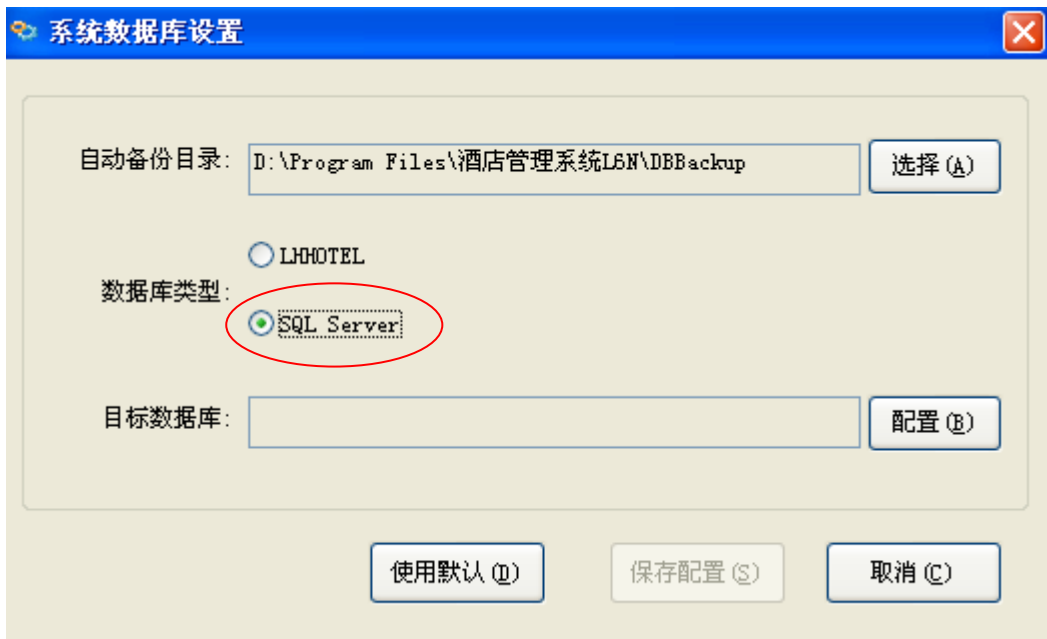 系统数据库设置
自动备份目录: D:\Program Files\酒店管理系统L6N\DBBackup 选择(A)
LHHOTEL
数据库类型:
SQL Server
目标数据库: 配置(B)
使用默认(D) 保存配置(S) 取消(C)